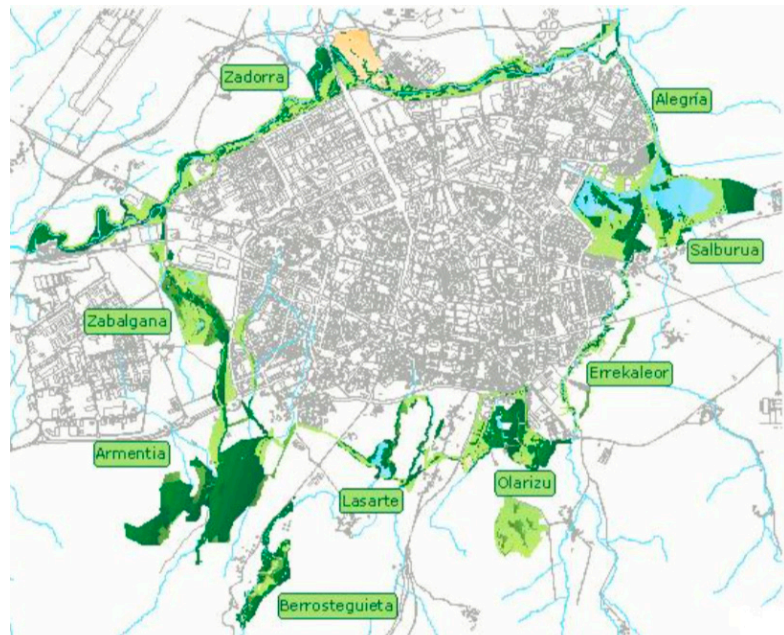 Zadorra
Alegría
Salburua
Zabalgana
Errekaleor
Armentia
Lasarte
Olarizu
Berrosteguieta